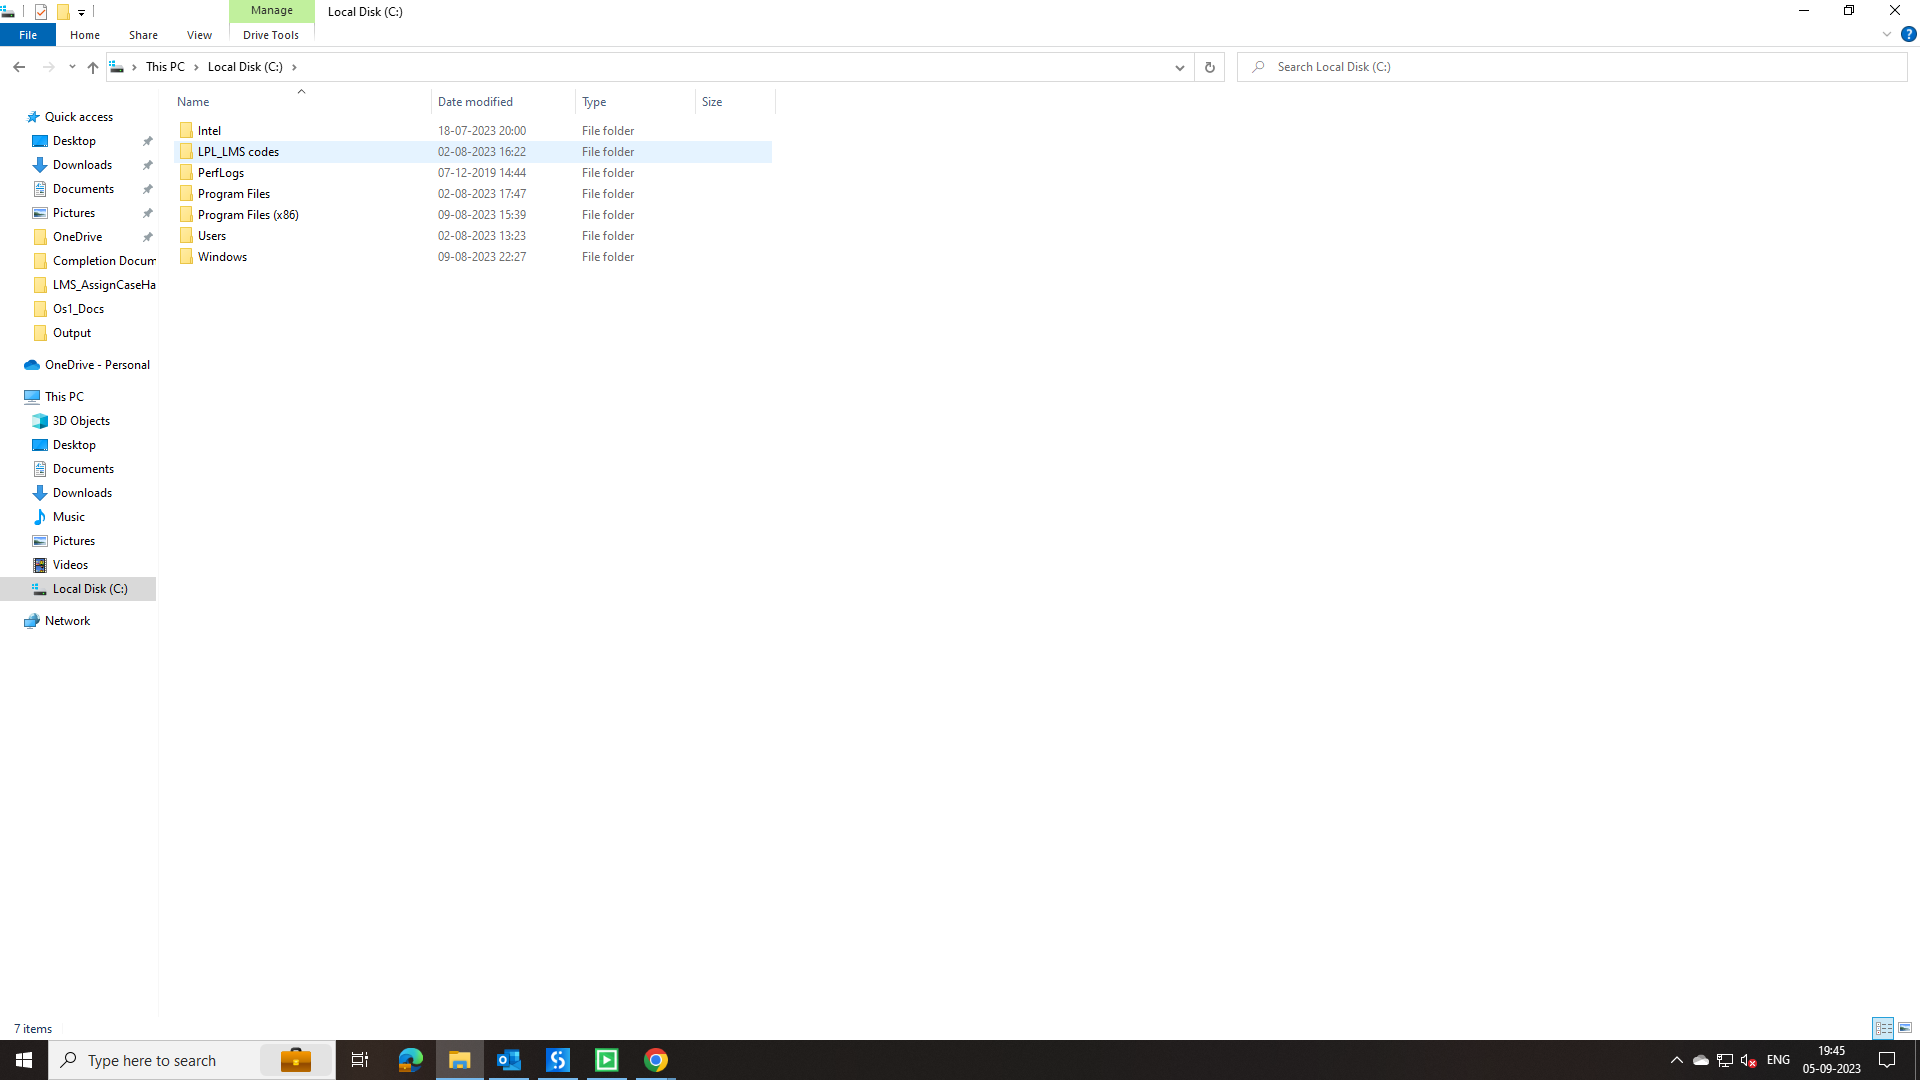 Manage
Local Disk (C:)
File Home Share View Drive Tools
This PC Local Disk (C:)
Search Local Disk (C:)
Name Date modified Type Size
Intel 18-07-2023 20:00 File folder
LPL_LMS codes 02-08-2023 16:22 File folder
PerfLogs 07-12-2019 14:44 File folder
Program Files 02-08-2023 17:47 File folder
Program Files (x86) 09-08-2023 15:39 File folder
Users 02-08-2023 13:23 File folder
Windows 09-08-2023 22:27 File folder
Quick access
Desktop
Downloads
Documents
Pictures
OneDrive
Completion Docum
LMS_AssignCaseHa
Os1_Docs
Output
OneDrive - Personal
This PC
3D Objects
Desktop
Documents
Downloads
Music
Pictures
Videos
Local Disk (C:)
Network
7 items
Type here to search
ENG
19:45
05-09-2023